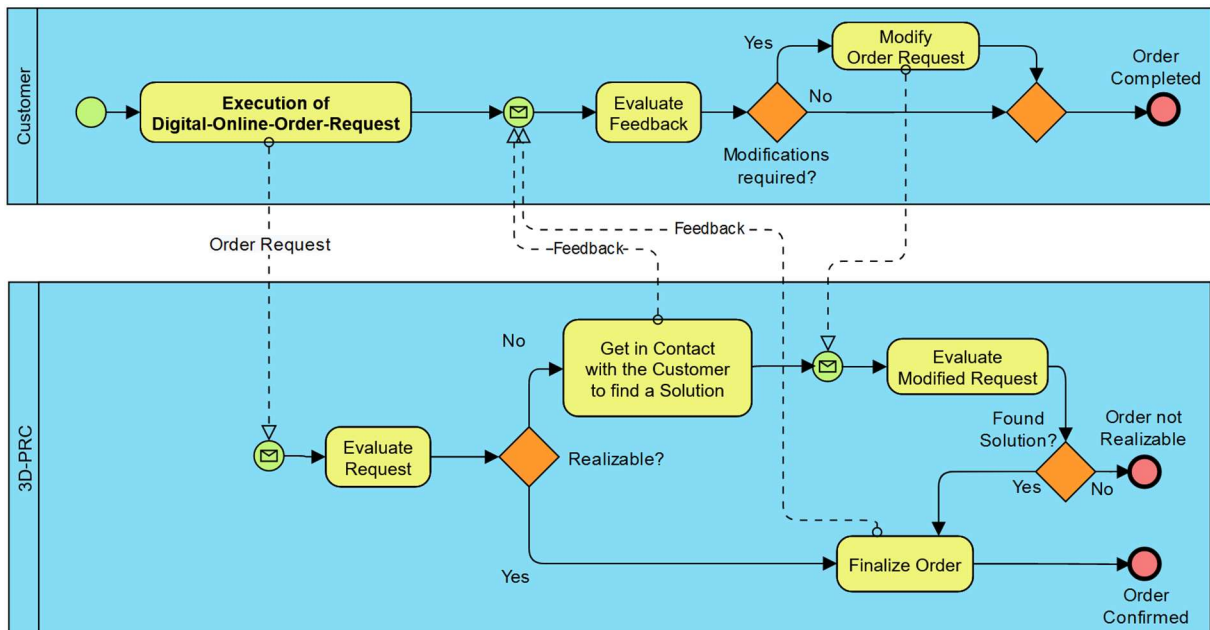 Customer
Execution of
Digital-Online-Order-Request
Evaluate
Feedback
Yes
No
Modifications
required?
Modify
Order Request
Order
Completed
Order Request
Feedback
Feedback
3D-PRC
Evaluate
Request
Realizable?
No
Yes
Get in Contact
with the Customer
to find a Solution
Evaluate
Modified Request
Found
Solution?
Yes
No
Order not
Realizable
Finalize Order
Order
Confirmed